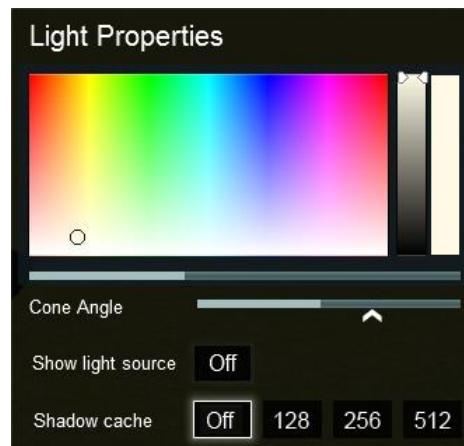 Light Properties
Cone Angle
Show light source Off
Shadow cache Off 128 256 512